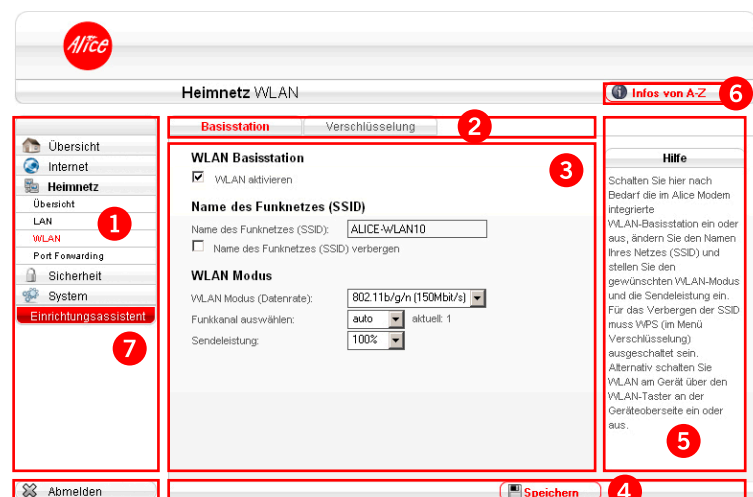 Alice
Heimnetz WLAN
Infos von A-Z
6
Basisstation
Verschlüsselung
2
Übersicht
Internet
Heimnetz
Übersicht
LAN
WLAN
Port Forwarding
1
Sicherheit
System
Einrichtungsassistent
7
WLAN Basisstation
3
WLAN aktivieren
Name des Funknetzes (SSID)
Name des Funknetzes (SSID): ALICE-WLAN10
Name des Funknetzes (SSID) verbergen
WLAN Modus
WLAN Modus (Datenrate): 802.11b/g/n (150Mbit/s)
Funkkanal auswählen: auto aktuell: 1
Sendeleistung: 100%
Hilfe
Schalten Sie hier nach
Bedarf die im Alice Modem
integrierte
WLAN-Basisstation ein oder
aus, ändern Sie den Namen
Ihres Netzes (SSID) und
stellen Sie den
gewünschten WLAN-Modus
und die Sendeleistung ein.
Für das Verbergen der SSID
muss WPS (im Menü
Verschlüsselung)
ausgeschaltet sein.
Alternativ schalten Sie
WLAN am Gerät über den
WLAN-Taster an der
Geräteoberseite ein oder
aus.
5
Abmelden
Speichern
4